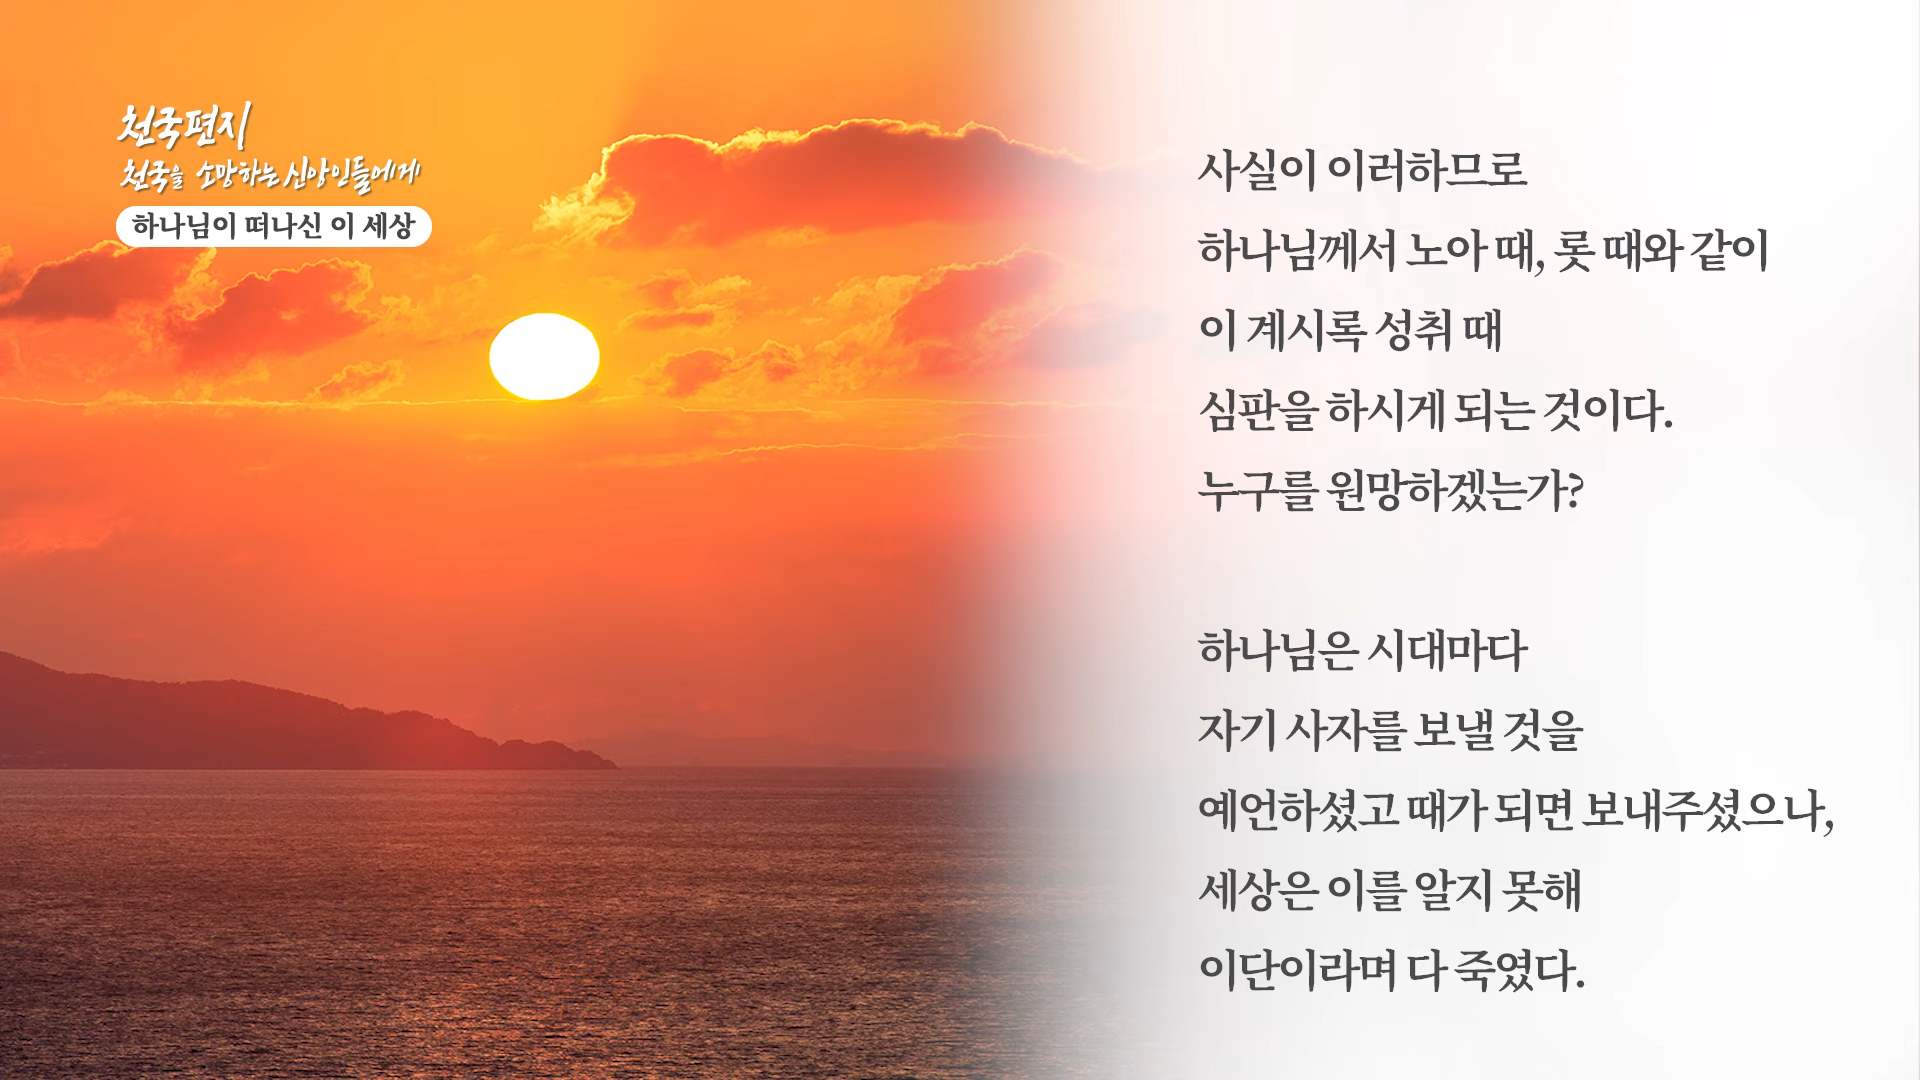 천국편지
천국을 소망하는 신앙인들에게
하나님이 떠나신 이 세상
사실이 이러하므로
하나님께서 노아 때, 롯 때와 같이
이 계시록 성취 때
심판을 하시게 되는 것이다.
누구를 원망하겠는가?
하나님은 시대마다
자기 사자를 보낼 것을
예언하셨고 때가 되면 보내주셨으나,
세상은 이를 알지 못해
이단이라며 다 죽였다.